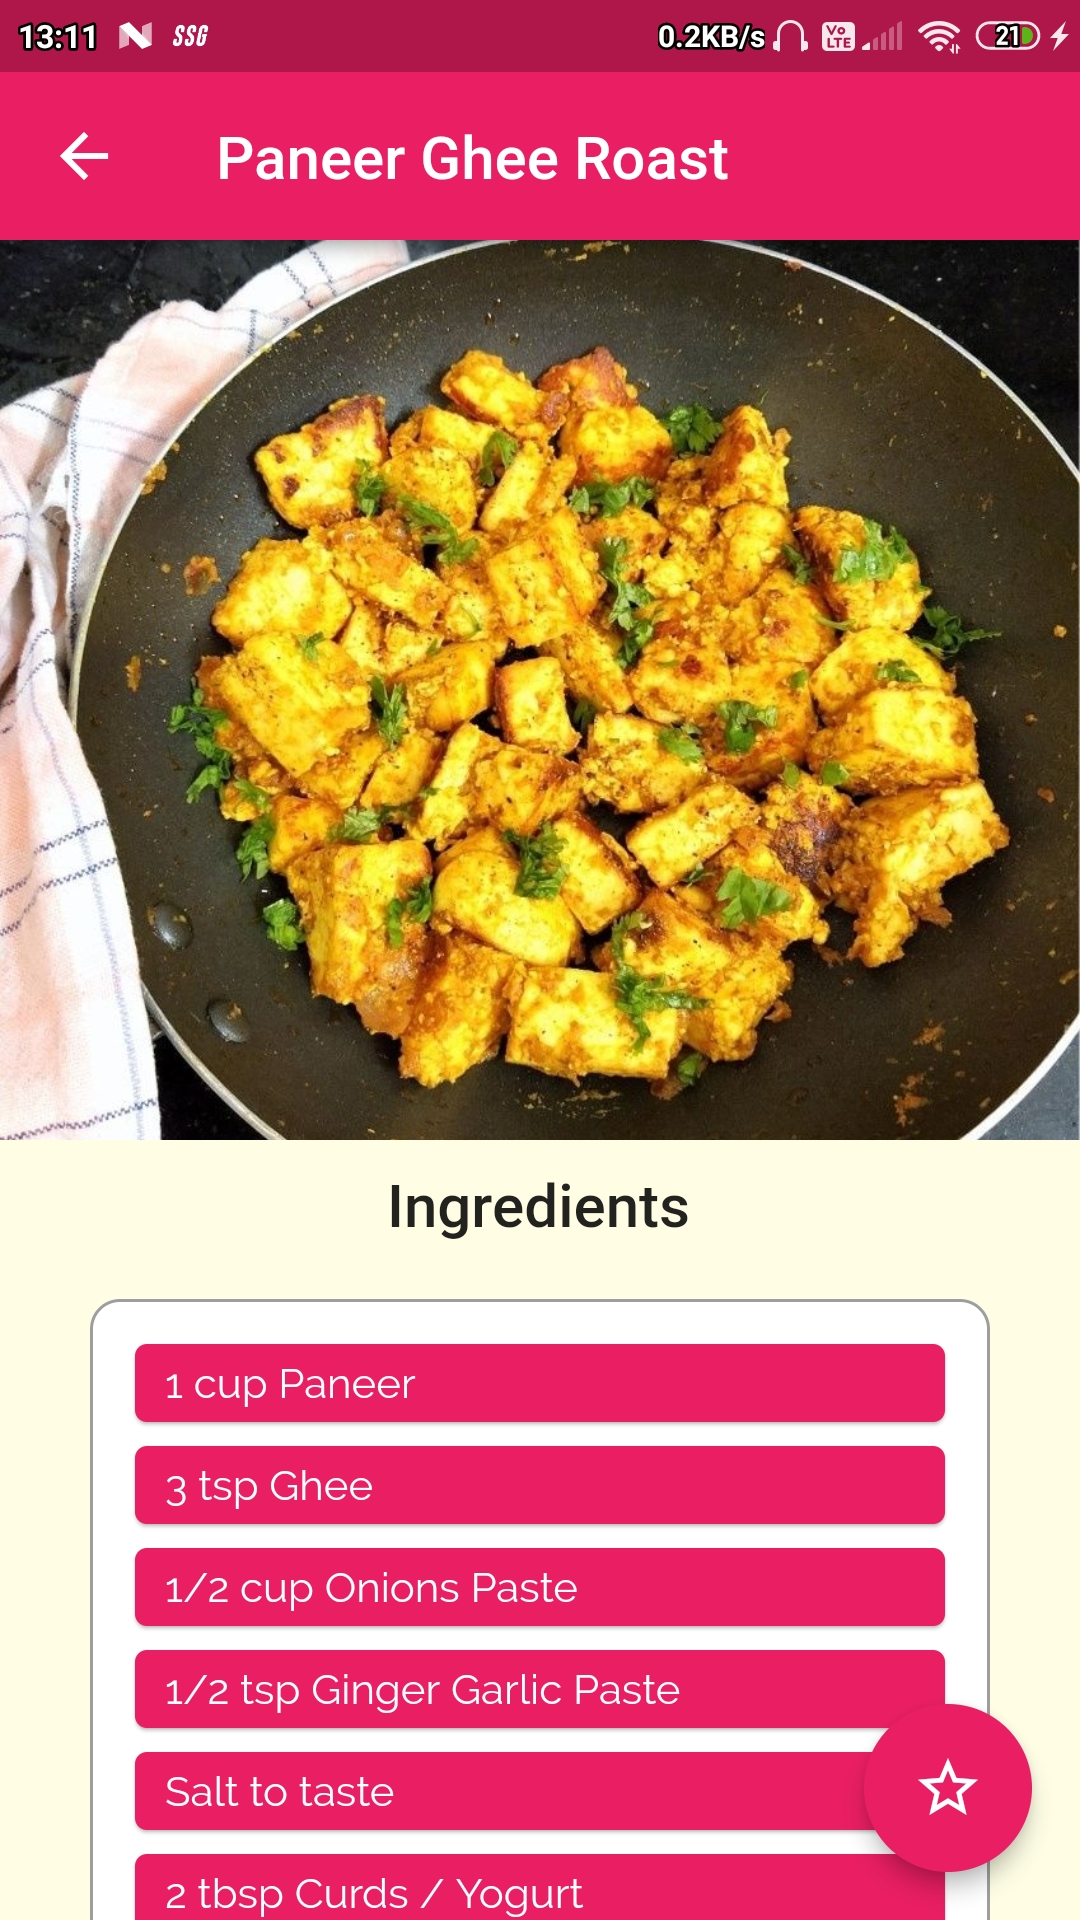 13:11 SSG 0.2KB/s Vo LTE 21
Paneer Ghee Roast
Ingredients
1 cup Paneer
3 tsp Ghee
1/2 cup Onions Paste
1/2 tsp Ginger Garlic Paste
Salt to taste
2 tbsp Curds / Yogurt